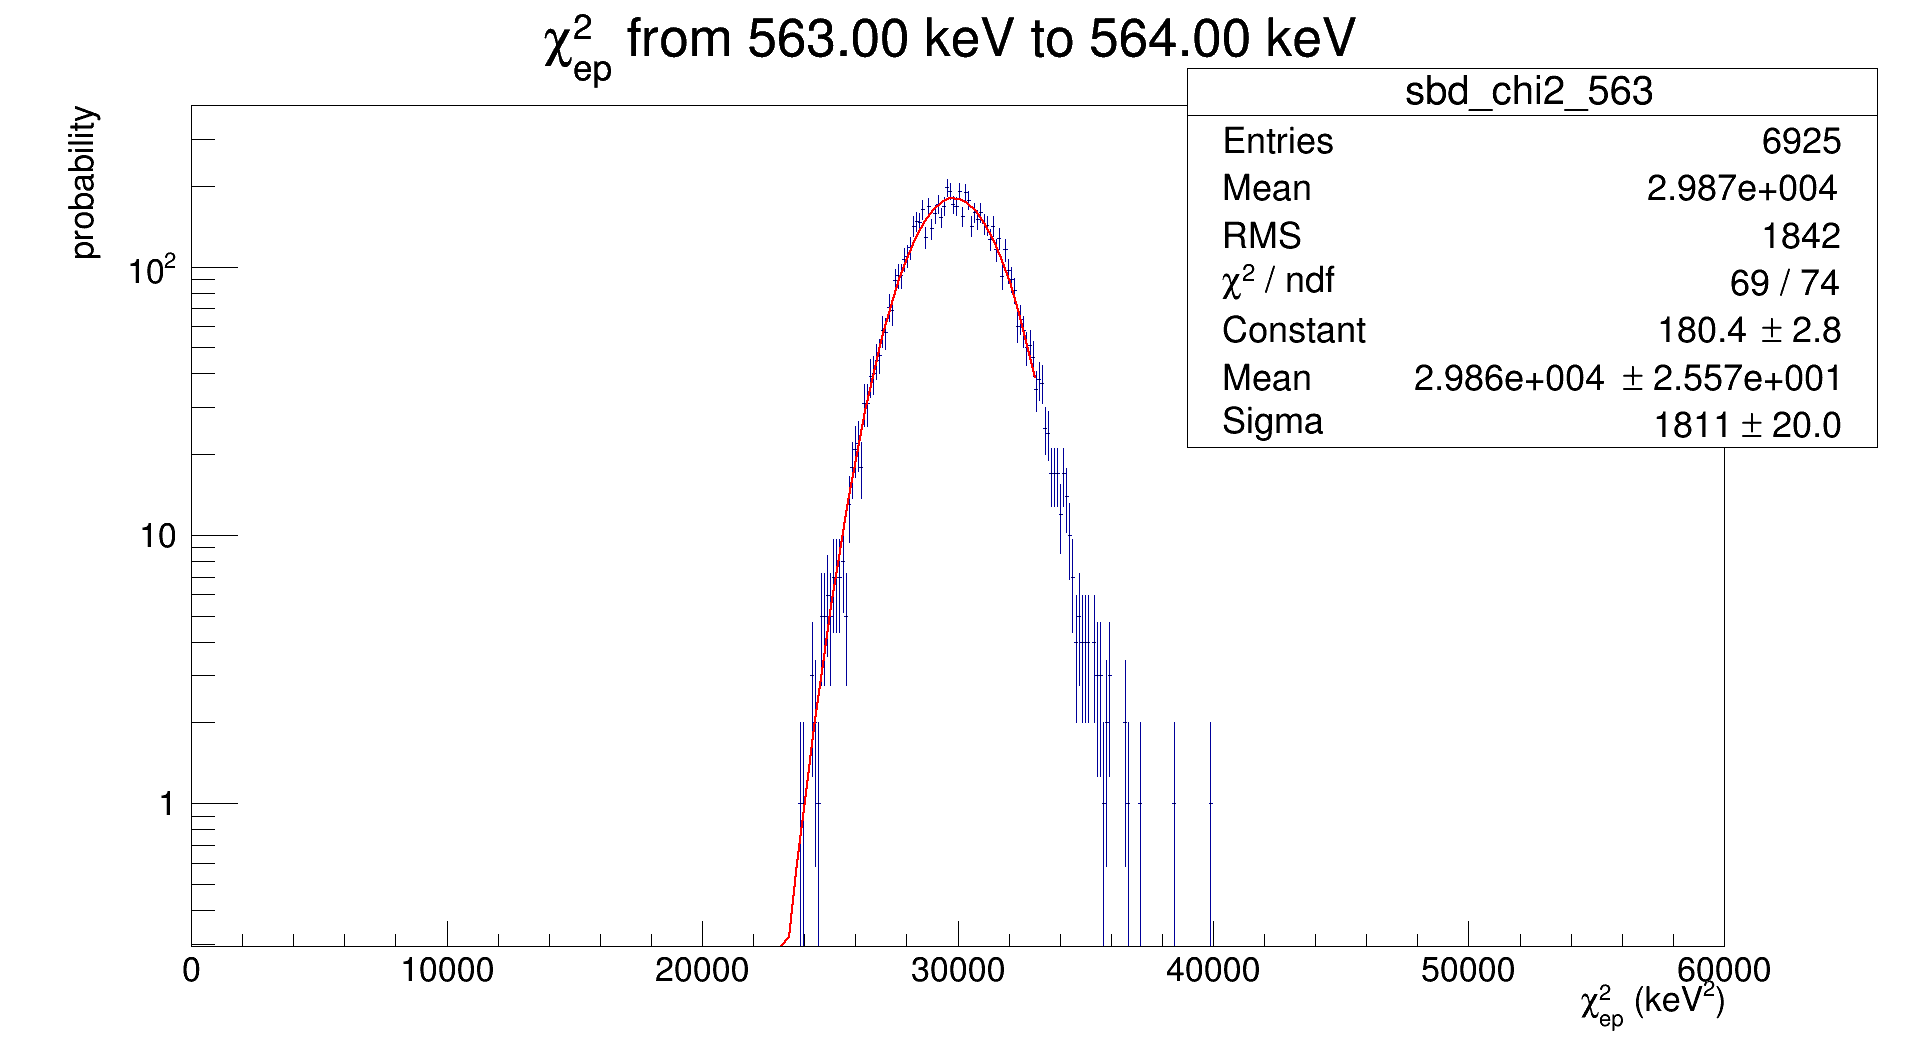 χ²ep from 563.00 keV to 564.00 keV
sbd_chi2_563
Entries 6925
Mean 2.987e+004
RMS 1842
χ² / ndf 69 / 74
Constant 180.4 ± 2.8
Mean 2.986e+004 ± 2.557e+001
Sigma 1811 ± 20.0
probability
10²
10
1
0 10000 20000 30000 40000 50000 60000
χ²ep (keV²)